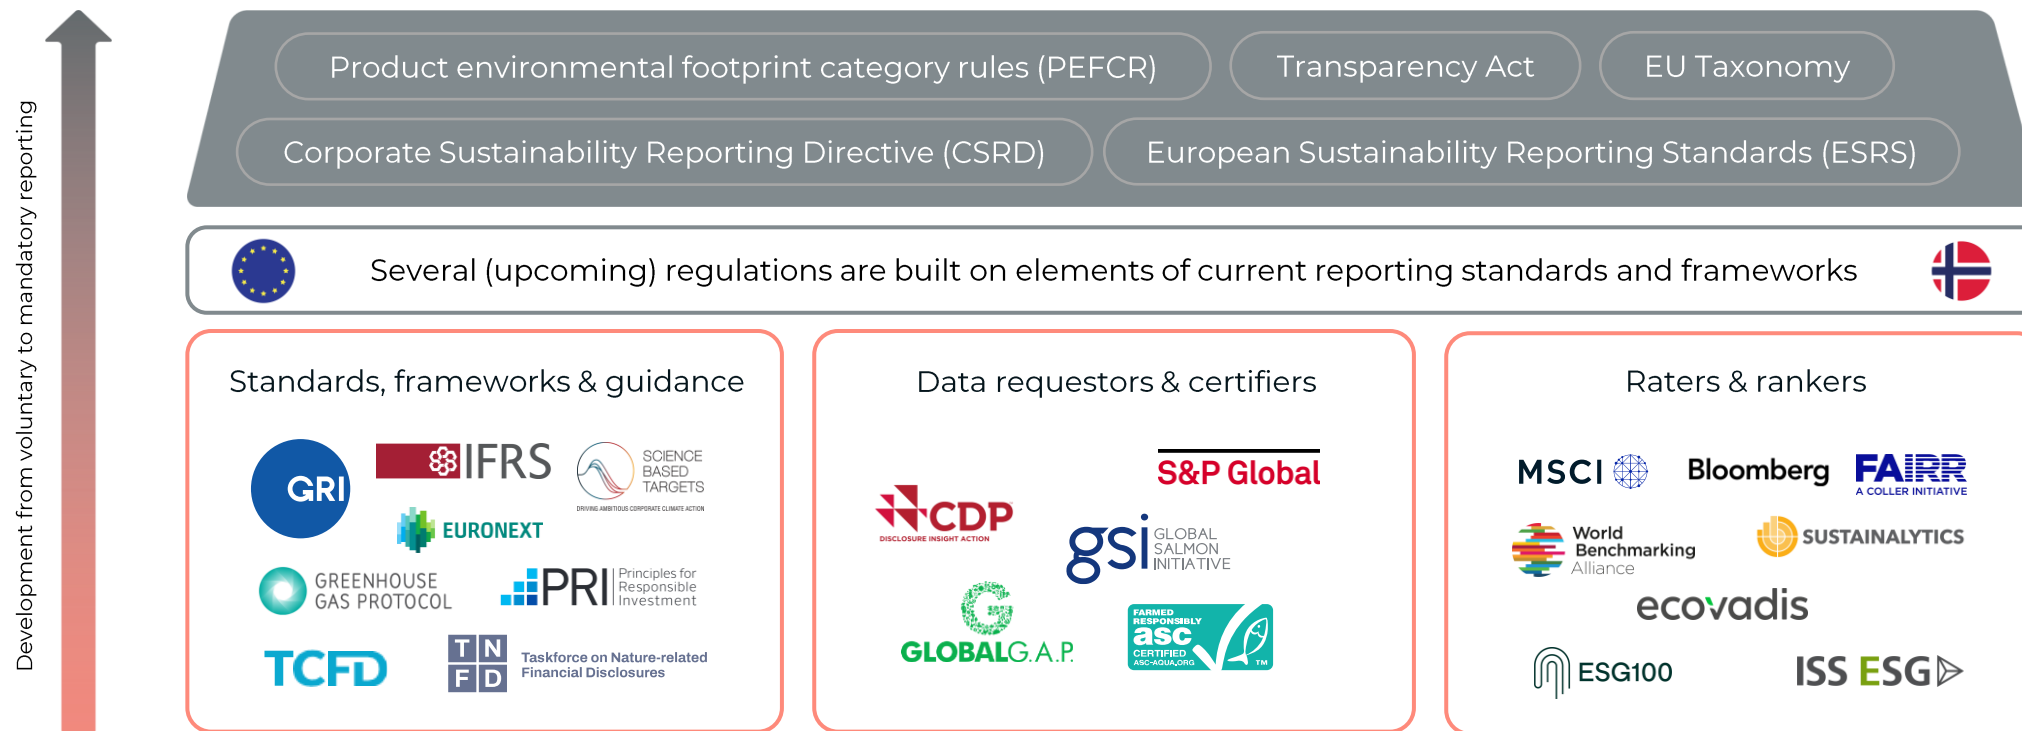 Development from voluntary to mandatory reporting
Product environmental footprint category rules (PEFCR)
Transparency Act
EU Taxonomy
Corporate Sustainability Reporting Directive (CSRD)
European Sustainability Reporting Standards (ESRS)
Several (upcoming) regulations are built on elements of current reporting standards and frameworks
Standards, frameworks & guidance
GRI
IFRS
SCIENCE
BASED
TARGETS
DRIVING AMBITIOUS CORPORATE CLIMATE ACTION
EURONEXT
GREENHOUSE
GAS PROTOCOL
PRI
Principles for
Responsible
Investment
TCFD
TN
FD
Taskforce on Nature-related
Financial Disclosures
Data requestors & certifiers
S&P Global
CDP
DISCLOSURE INSIGHT ACTION
gsi
GLOBAL
SALMON
INITIATIVE
GLOBALG.A.P.
FARMED
RESPONSIBLY
asc
CERTIFIED
ASC-AQUA.ORG
TM
Raters & rankers
MSCI
Bloomberg
FAIRR
A COLLER INITIATIVE
World
Benchmarking
Alliance
SUSTAINALYTICS
ecovadis
ESG100
ISS ESG